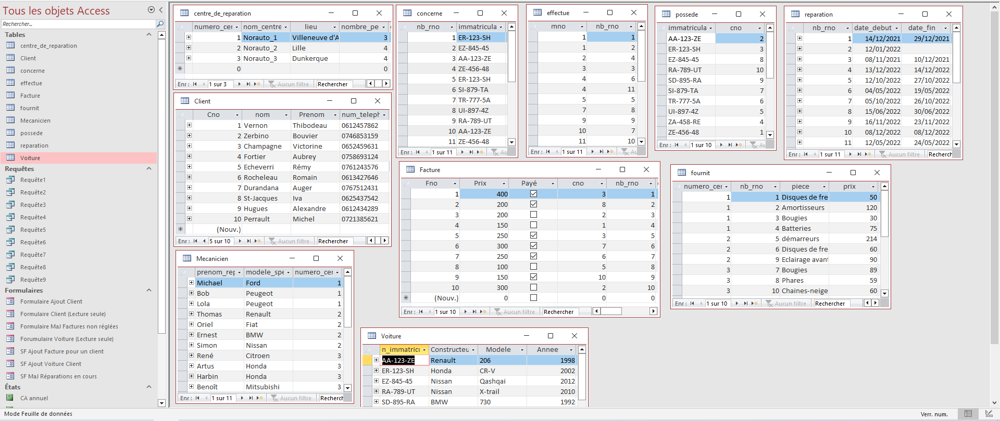 Tous les objets Access
Rechercher...
Tables
centre_de_reparation
Client
concerne
effectue
Facture
fournit
Mecanicien
possede
reparation
Voiture
Requêtes
Requête1
Requête2
Requête3
Requête4
Requête5
Requête6
Requête7
Requête8
Requête9
Formulaires
Formulaire Ajout Client
Formulaire Client (Lecture seule)
Formulaire MaJ Factures non réglées
Forumulaire Voiture (Lecture seule)
SF Ajout Facture pour un client
SF Ajout Voiture Client
SF MaJ Réparations en cours
États
CA annuel
centre_de_reparation
numero_cer nom_centre lieu nombre_pe
1 Norauto_1 Villeneuve d'A 3
2 Norauto_2 Lille 4
3 Norauto_3 Dunkerque 4
0 0
Enr : 1 sur 3 Aucun filtre Rechercher
Client
Cno nom Prenom num_teleph
1 Vernon Thibodeau 0612457862
2 Zerbino Bouvier 0746853159
3 Champagne Victorine 0652459631
4 Fortier Aubrey 0758693124
5 Echeverri Rémy 0761243576
6 Rocheleau Romain 0613427646
7 Durandana Auger 0767512431
8 St-Jacques Iva 0625437542
9 Hugues Alexandre 0612434289
10 Perrault Michel 0721385621
(Nouv.)
Enr : 5 sur 10 Aucun filtre Rechercher
Mecanicien
prenom_rep modele_spe numero_cer
Michael Ford 1
Bob Peugeot 1
Lola Peugeot 1
Thomas Renault 2
Oriel Fiat 2
Ernest BMW 2
Simon Nissan 2
René Citroen 3
Artus Honda 3
Harbin Honda 3
Benoît Mitsubishi 3
Enr : 1 sur 11 Aucun filtre Recherch
concerne
nb_rno immatricula
1 ER-123-SH
2 EZ-845-45
3 AA-123-ZE
4 ZE-456-48
5 ER-123-SH
6 SI-879-TA
7 TR-777-5A
8 UI-897-4Z
9 RA-789-UT
10 AA-123-ZE
11 ZE-456-48
Enr : 1 sur 11 Au
effectue
mno nb_rno
1 1
1 2
2 4
3 3
4 6
4 11
5 5
7 8
9 9
10 7
11 10
Enr : 1 sur 11 Au
possede
immatricula cno
AA-123-ZE 2
ER-123-SH 3
EZ-845-45 8
RA-789-UT 10
SD-895-RA 9
SI-879-TA 7
TR-777-5A 6
UI-897-4Z 5
ZA-458-RE 4
ZE-456-48 1
Enr : 1 sur 10 Au
reparation
nb_rno date_debut date_fin
1 14/12/2021 29/12/2021
2 12/01/2022
3 08/11/2021 10/12/2021
4 13/12/2022 14/12/2022
5 12/10/2022 27/10/2022
6 04/05/2022 19/05/2022
7 05/10/2022 26/10/2022
8 15/06/2022 30/06/2022
9 16/11/2022 23/11/2022
10 08/12/2022 08/12/2022
11 12/05/2022 24/05/2022
Enr : 1 sur 11 Aucun filtre Recherch
Facture
Fno Prix Payé cno nb_rno
1 400 3 1
2 200 8 2
3 200 2 3
4 150 1 4
5 250 3 5
6 300 7 6
7 250 6 7
8 100 5 8
9 150 10 9
10 300 2 10
(Nouv.) 0 0 0
Enr : 1 sur 10 Aucun filtre Rechercher
fournit
numero_cer nb_rno piece prix
1 1 Disques de fre 50
1 2 Amortisseurs 120
1 3 Bougies 30
1 4 Batteries 75
2 5 démarreurs 214
2 6 Disques de fre 60
2 9 Eclairage avant 90
3 7 Bougies 89
3 8 Phares 59
3 10 Chaines-neige 60
Enr : 1 sur 10 Aucun filtre Rechercher
Voiture
n_immatricu Constructeu Modele Annee
AA-123-ZE Renault 206 1998
ER-123-SH Honda CR-V 2002
EZ-845-45 Nissan Qashqai 2012
RA-789-UT Nissan X-trail 2010
SD-895-RA BMW 730 1992
Mode Feuille de données
Verr. num.